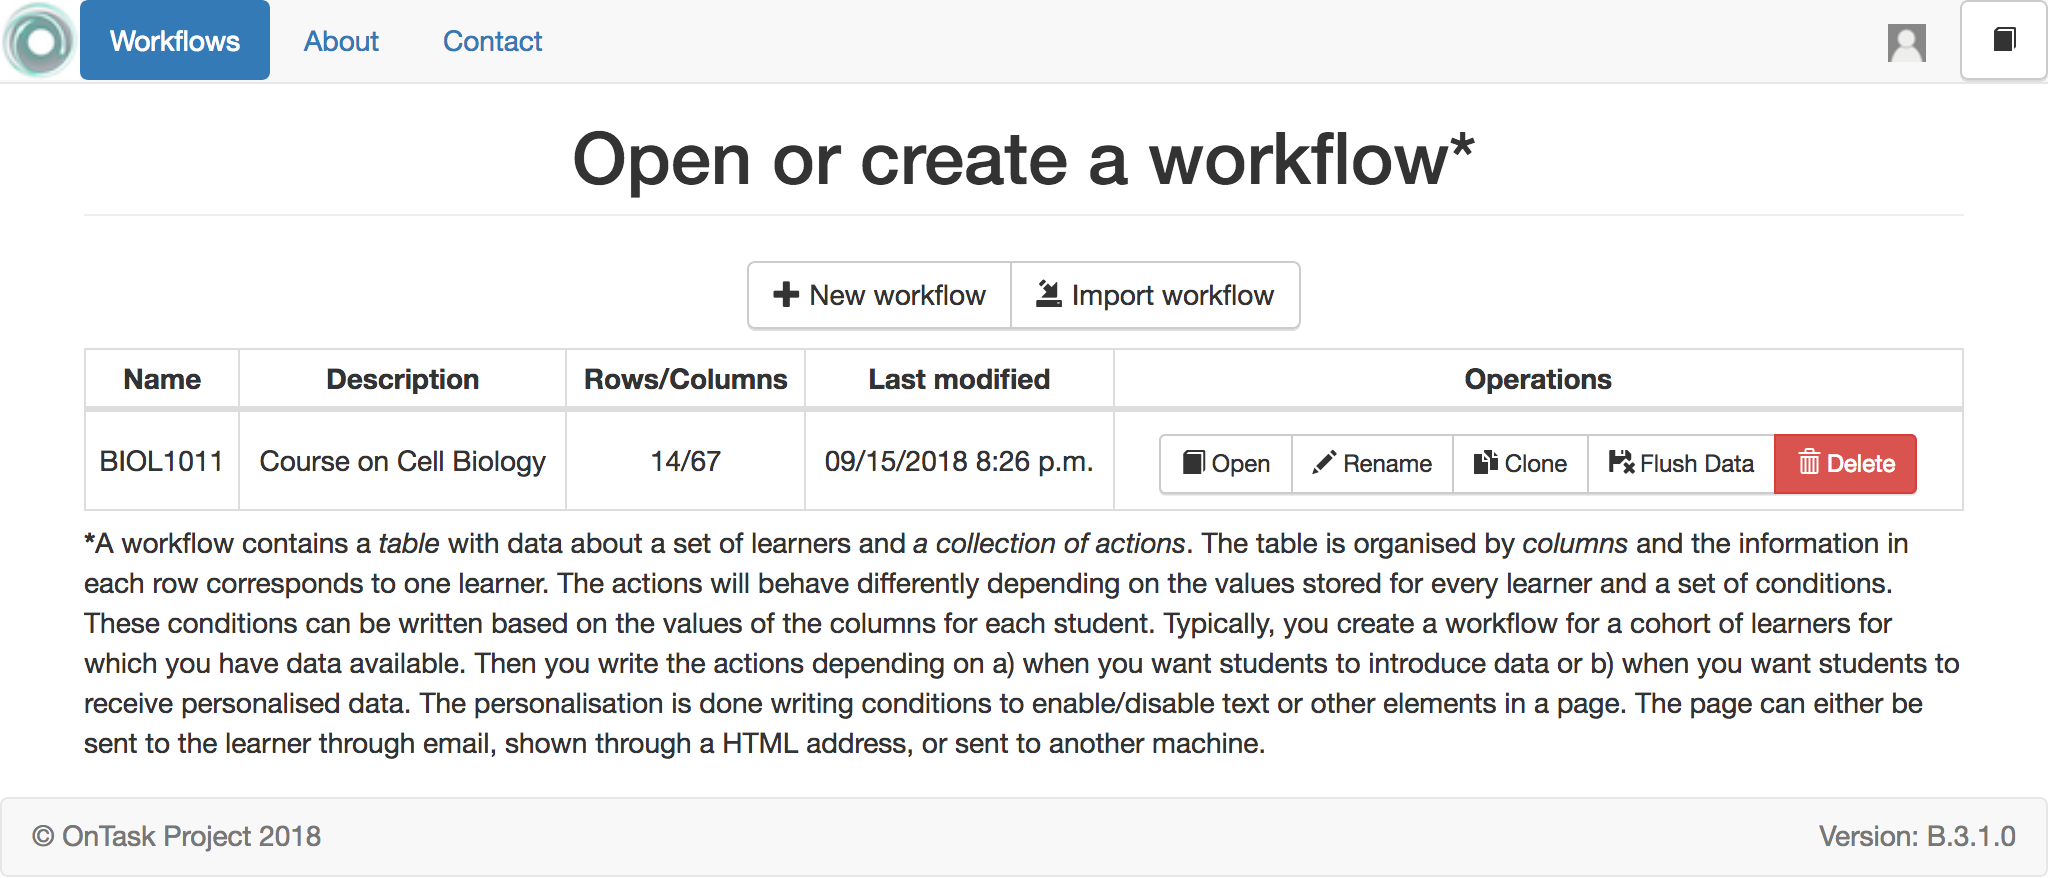 Workflows About Contact
Open or create a workflow*
New workflow Import workflow
Name Description Rows/Columns Last modified Operations
BIOL1011 Course on Cell Biology 14/67 09/15/2018 8:26 p.m. Open Rename Clone Flush Data Delete
*A workflow contains a table with data about a set of learners and a collection of actions. The table is organised by columns and the information in
each row corresponds to one learner. The actions will behave differently depending on the values stored for every learner and a set of conditions.
These conditions can be written based on the values of the columns for each student. Typically, you create a workflow for a cohort of learners for
which you have data available. Then you write the actions depending on a) when you want students to introduce data or b) when you want students to
receive personalised data. The personalisation is done writing conditions to enable/disable text or other elements in a page. The page can either be
sent to the learner through email, shown through a HTML address, or sent to another machine.
© OnTask Project 2018 Version: B.3.1.0